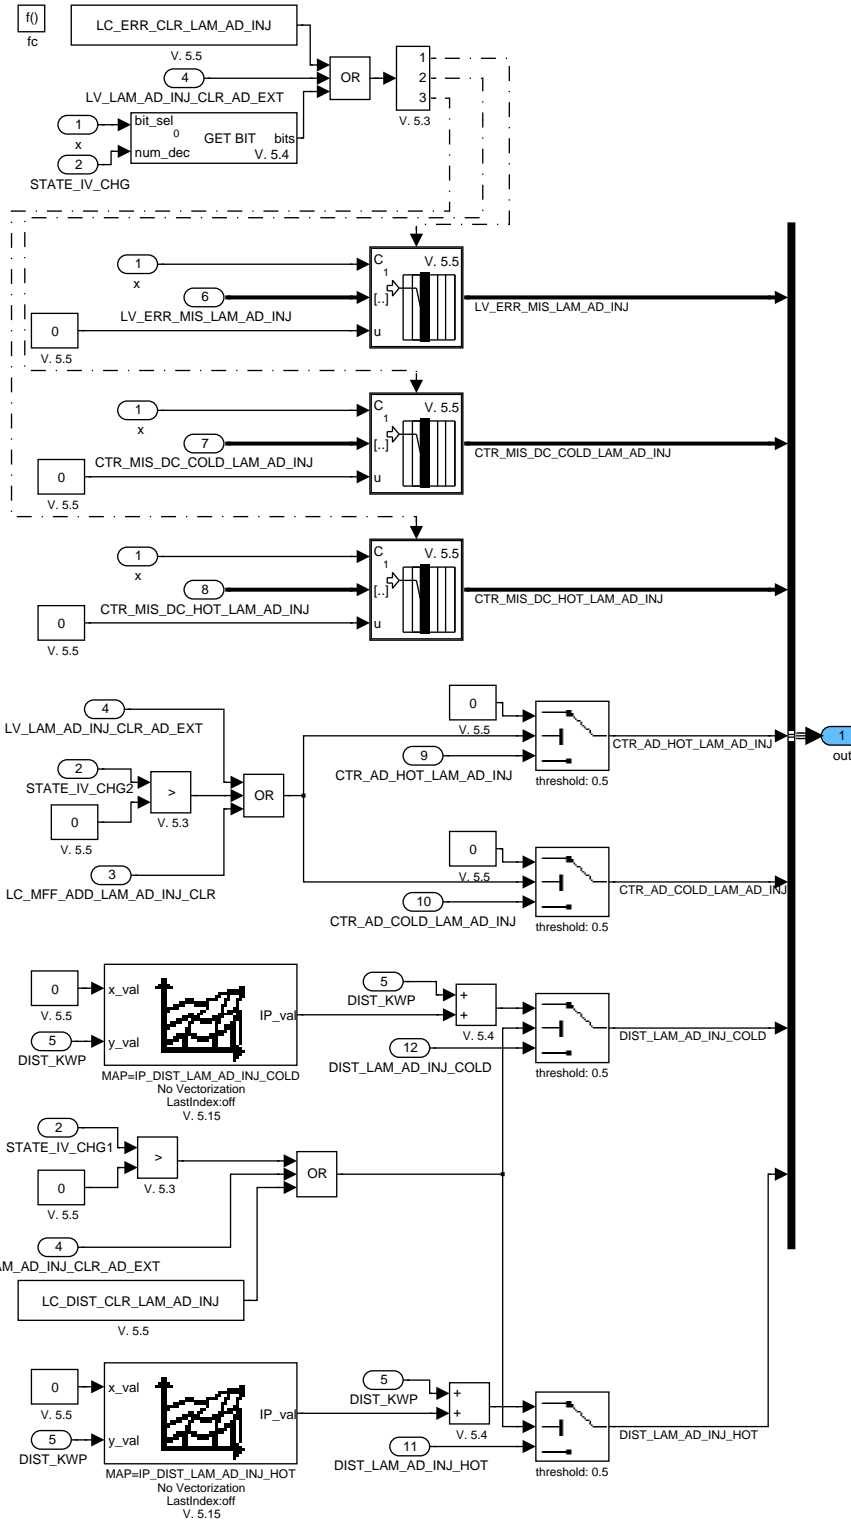 f()
fc
LC_ERR_CLR_LAM_AD_INJ
V. 5.5
4
LV_LAM_AD_INJ_CLR_AD_EXT
OR
1
2
3
V. 5.3
1
x
2
STATE_IV_CHG
bit_sel
0
GET BIT
bits
num_dec
V. 5.4
1
x
6
LV_ERR_MIS_LAM_AD_INJ
0
V. 5.5
C
1
[..]
u
V. 5.5
LV_ERR_MIS_LAM_AD_INJ
1
x
7
CTR_MIS_DC_COLD_LAM_AD_INJ
0
V. 5.5
C
1
[..]
u
V. 5.5
CTR_MIS_DC_COLD_LAM_AD_INJ
1
x
8
CTR_MIS_DC_HOT_LAM_AD_INJ
0
V. 5.5
C
1
[..]
u
V. 5.5
CTR_MIS_DC_HOT_LAM_AD_INJ
4
LV_LAM_AD_INJ_CLR_AD_EXT
2
STATE_IV_CHG2
0
V. 5.5
>
V. 5.3
OR
3
LC_MFF_ADD_LAM_AD_INJ_CLR
0
V. 5.5
9
CTR_AD_HOT_LAM_AD_INJ
threshold: 0.5
CTR_AD_HOT_LAM_AD_INJ
1
out
0
V. 5.5
10
CTR_AD_COLD_LAM_AD_INJ
threshold: 0.5
CTR_AD_COLD_LAM_AD_INJ
0
V. 5.5
5
DIST_KWP
x_val
y_val
IP_val
MAP=IP_DIST_LAM_AD_INJ_COLD
No Vectorization
LastIndex:off
V. 5.15
5
DIST_KWP
+
+
V. 5.4
12
DIST_LAM_AD_INJ_COLD
threshold: 0.5
DIST_LAM_AD_INJ_COLD
2
STATE_IV_CHG1
0
V. 5.5
>
V. 5.3
OR
4
AM_AD_INJ_CLR_AD_EXT
LC_DIST_CLR_LAM_AD_INJ
V. 5.5
0
V. 5.5
5
DIST_KWP
x_val
y_val
IP_val
MAP=IP_DIST_LAM_AD_INJ_HOT
No Vectorization
LastIndex:off
V. 5.15
5
DIST_KWP
+
+
V. 5.4
11
DIST_LAM_AD_INJ_HOT
threshold: 0.5
DIST_LAM_AD_INJ_HOT